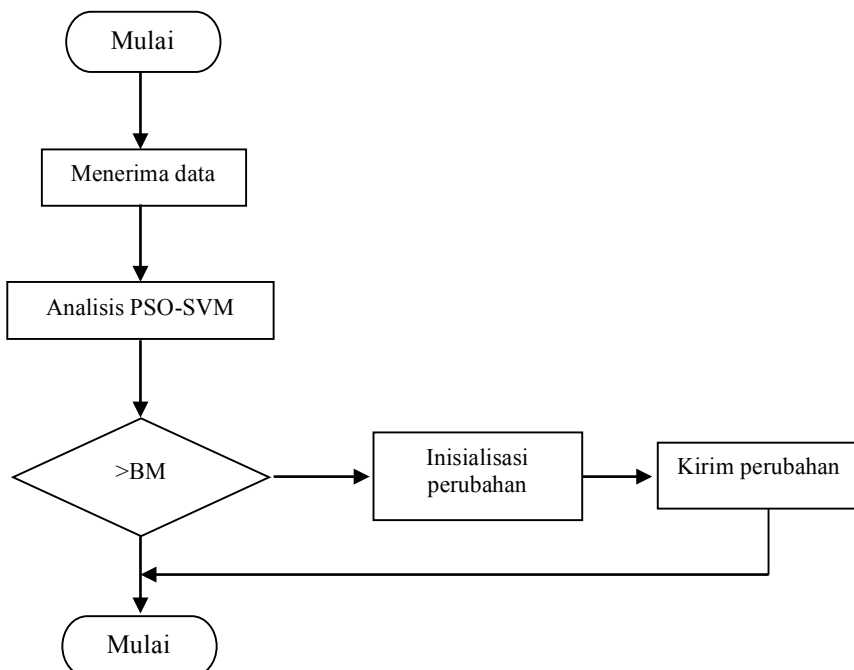 Mulai
Menerima data
Analisis PSO-SVM
>BM
Inisialisasi
perubahan
Kirim perubahan
Mulai